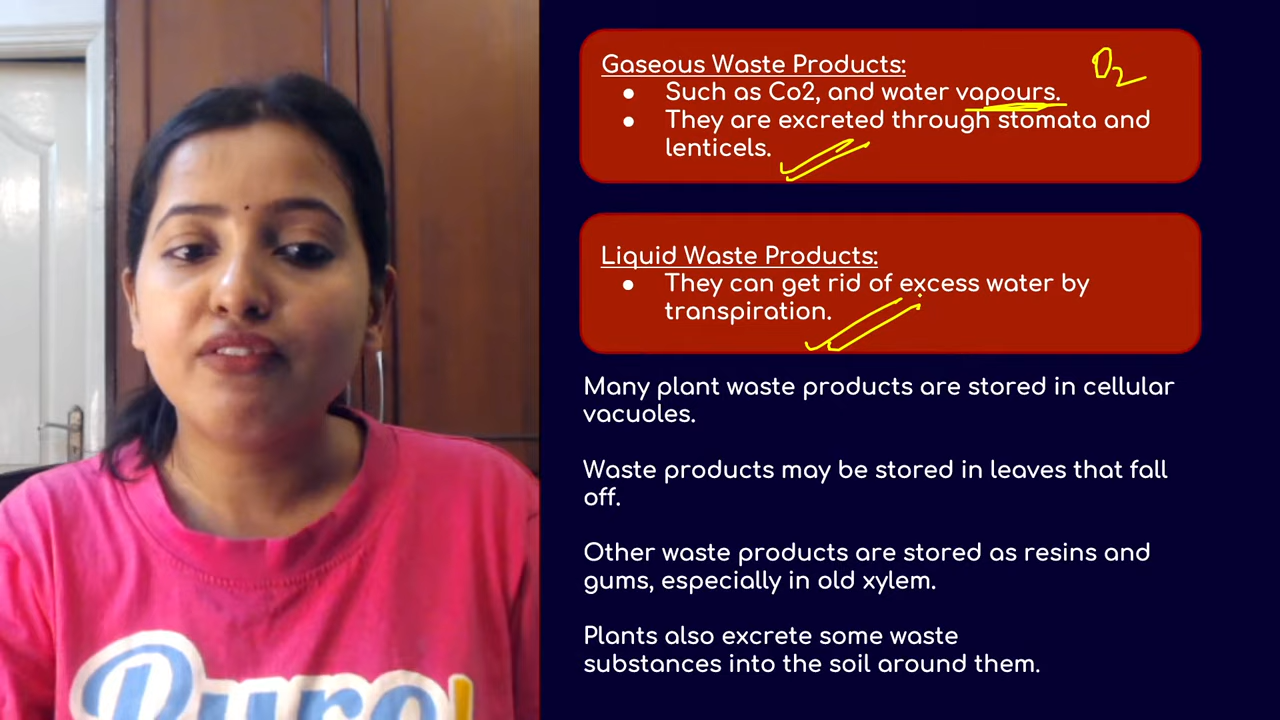 Gaseous Waste Products:
O2
● Such as Co2, and water vapours.
● They are excreted through stomata and
lenticels.
Liquid Waste Products:
● They can get rid of excess water by
transpiration.
Many plant waste products are stored in cellular
vacuoles.
Waste products may be stored in leaves that fall
off.
Other waste products are stored as resins and
gums, especially in old xylem.
Plants also excrete some waste
substances into the soil around them.